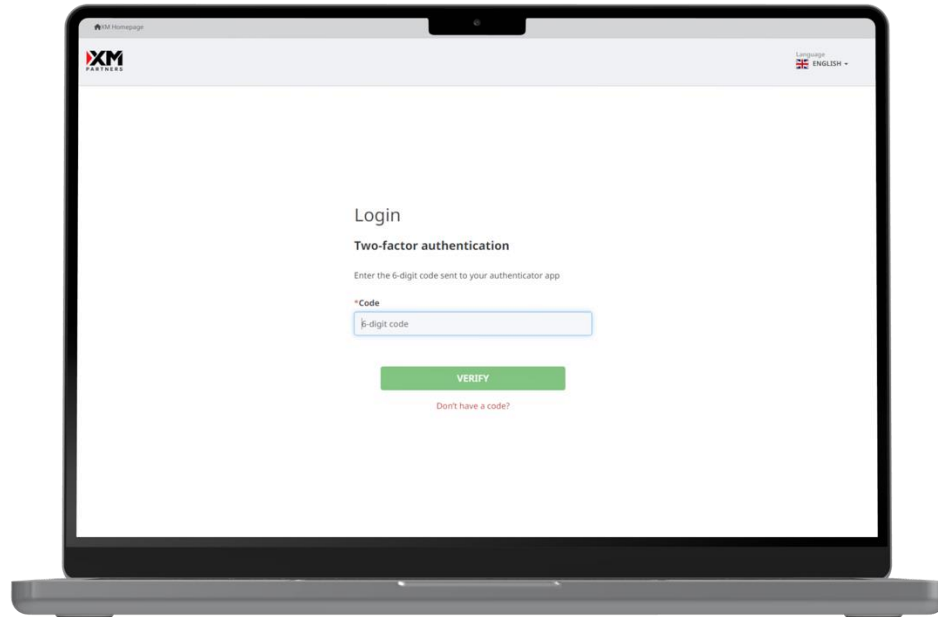 XM Homepage
XM
PARTNERS
Language
ENGLISH
Login
Two-factor authentication
Enter the 6-digit code sent to your authenticator app
*Code
6-digit code
VERIFY
Don't have a code?